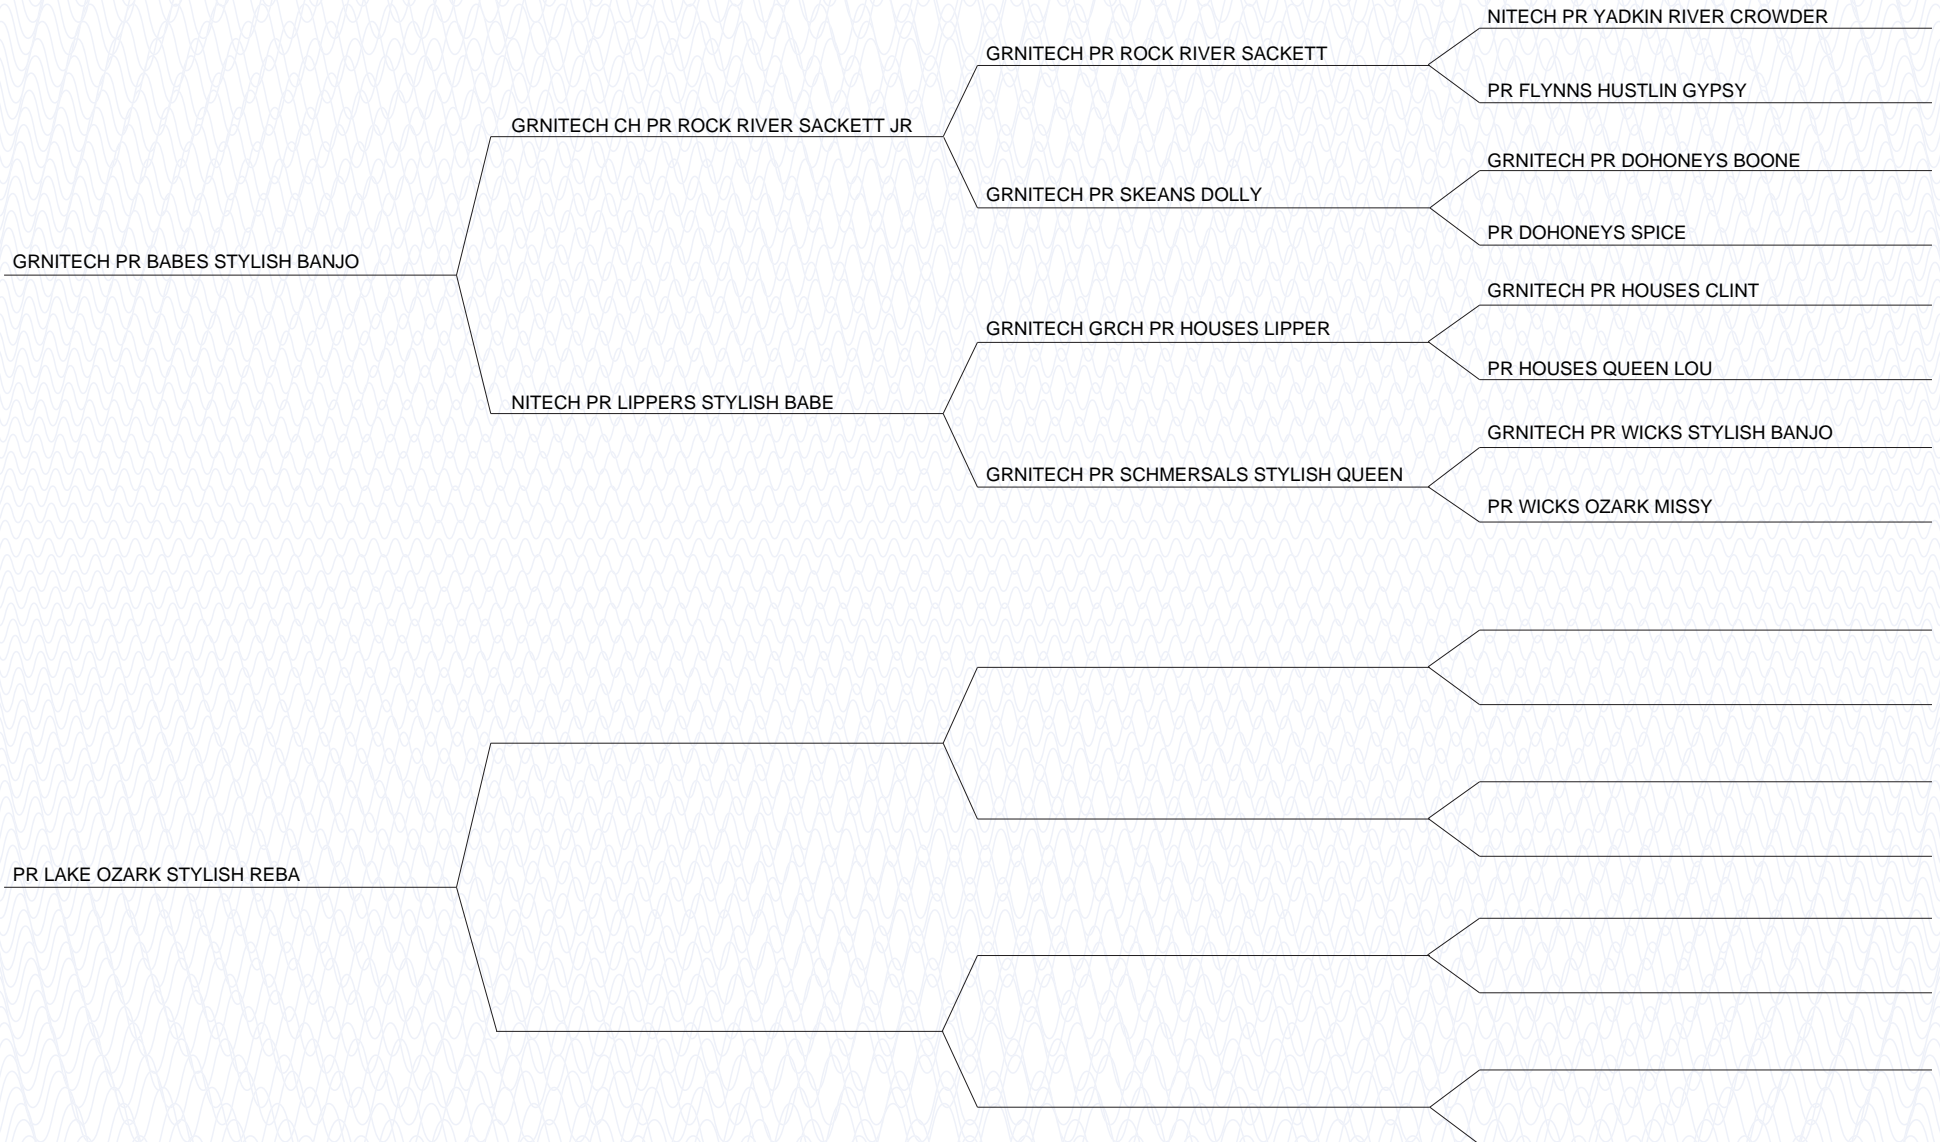 NITECH PR YADKIN RIVER CROWDER
GRNITECH PR ROCK RIVER SACKETT
PR FLYNNS HUSTLIN GYPSY
GRNITECH CH PR ROCK RIVER SACKETT JR
GRNITECH PR DOHONEYS BOONE
GRNITECH PR SKEANS DOLLY
PR DOHONEYS SPICE
GRNITECH PR BABES STYLISH BANJO
GRNITECH PR HOUSES CLINT
GRNITECH GRCH PR HOUSES LIPPER
PR HOUSES QUEEN LOU
NITECH PR LIPPERS STYLISH BABE
GRNITECH PR WICKS STYLISH BANJO
GRNITECH PR SCHMERSALS STYLISH QUEEN
PR WICKS OZARK MISSY
PR LAKE OZARK STYLISH REBA